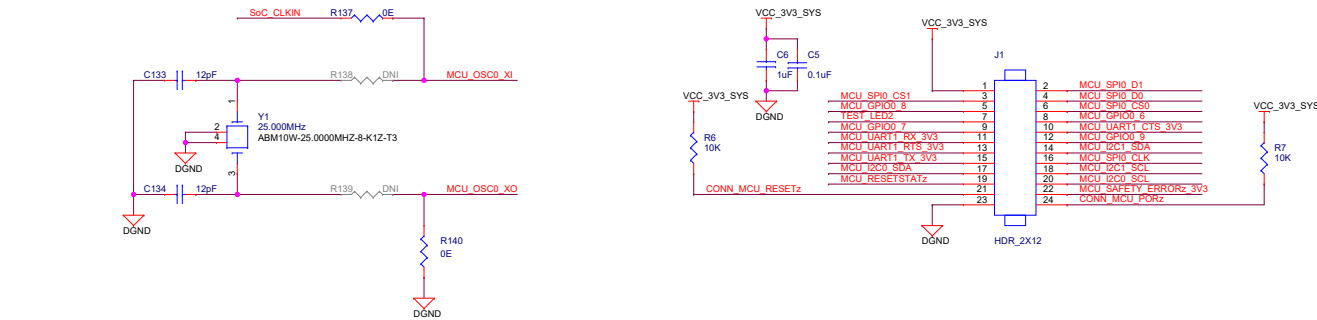 SoC_CLKIN R137 0E
C133 12pF R138 DNI MCU_OSC0_XI
1
Y1
25.000MHz
ABM10W-25.0000MHZ-8-K1Z-T3
2
4
DGND
3
C134 12pF R139 DNI MCU_OSC0_XO
DGND
R140
0E
DGND
VCC_3V3_SYS
C6 C5
1uF 0.1uF
DGND
VCC_3V3_SYS
J1
VCC_3V3_SYS
R6
10K
1 2 MCU_SPI0_D1
MCU_SPI0_CS1 3 4 MCU_SPI0_D0
MCU_GPIO0_8 5 6 MCU_SPI0_CS0
TEST_LED2 7 8 MCU_GPIO0_6
MCU_GPIO0_7 9 10 MCU_UART1_CTS_3V3
MCU_UART1_RX_3V3 11 12 MCU_GPIO0_9
MCU_UART1_RTS_3V3 13 14 MCU_I2C1_SDA
MCU_UART1_TX_3V3 15 16 MCU_SPI0_CLK
MCU_I2C0_SDA 17 18 MCU_I2C1_SCL
MCU_RESETSTATz 19 20 MCU_I2C0_SCL
CONN_MCU_RESETz 21 22 MCU_SAFETY_ERRORz_3V3
23 24 CONN_MCU_PORz
DGND
HDR_2X12
VCC_3V3_SYS
R7
10K